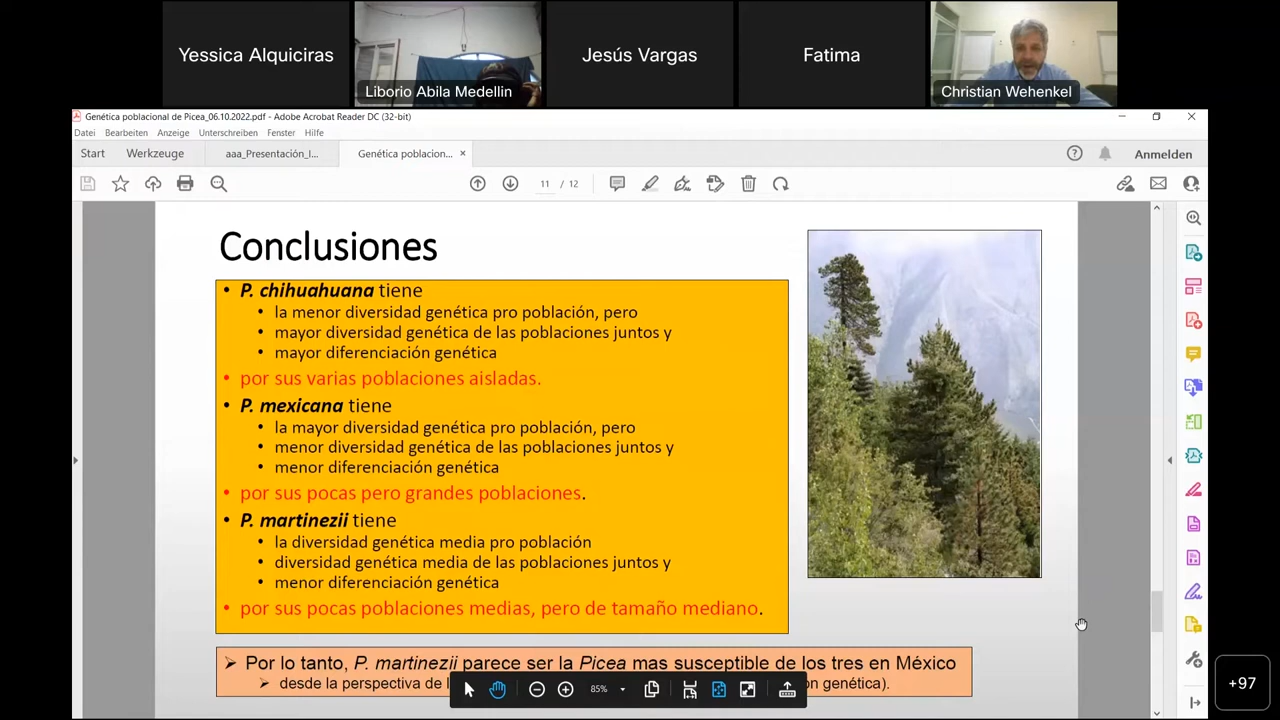 Yessica Alquiciras
Liborio Abila Medellin
Jesús Vargas
Fatima
Christian Wehenkel
Genética poblacional de Picea_06.10.2022.pdf - Adobe Acrobat Reader DC (32-bit)
Datei Bearbeiten Anzeige Unterschreiben Fenster Hilfe
Start Werkzeuge aaa_Presentación_I... Genética poblacion... × Anmelden
11 / 12
Conclusiones
• P. chihuahuana tiene
• la menor diversidad genética pro población, pero
• mayor diversidad genética de las poblaciones juntos y
• mayor diferenciación genética
• por sus varias poblaciones aisladas.
• P. mexicana tiene
• la mayor diversidad genética pro población, pero
• menor diversidad genética de las poblaciones juntos y
• menor diferenciación genética
• por sus pocas pero grandes poblaciones.
• P. martinezii tiene
• la diversidad genética media pro población
• diversidad genética media de las poblaciones juntos y
• menor diferenciación genética
• por sus pocas poblaciones medias, pero de tamaño mediano.
➢ Por lo tanto, P. martinezii parece ser la Picea mas susceptible de los tres en México
➢ desde la perspectiva de genética).
85%
+97